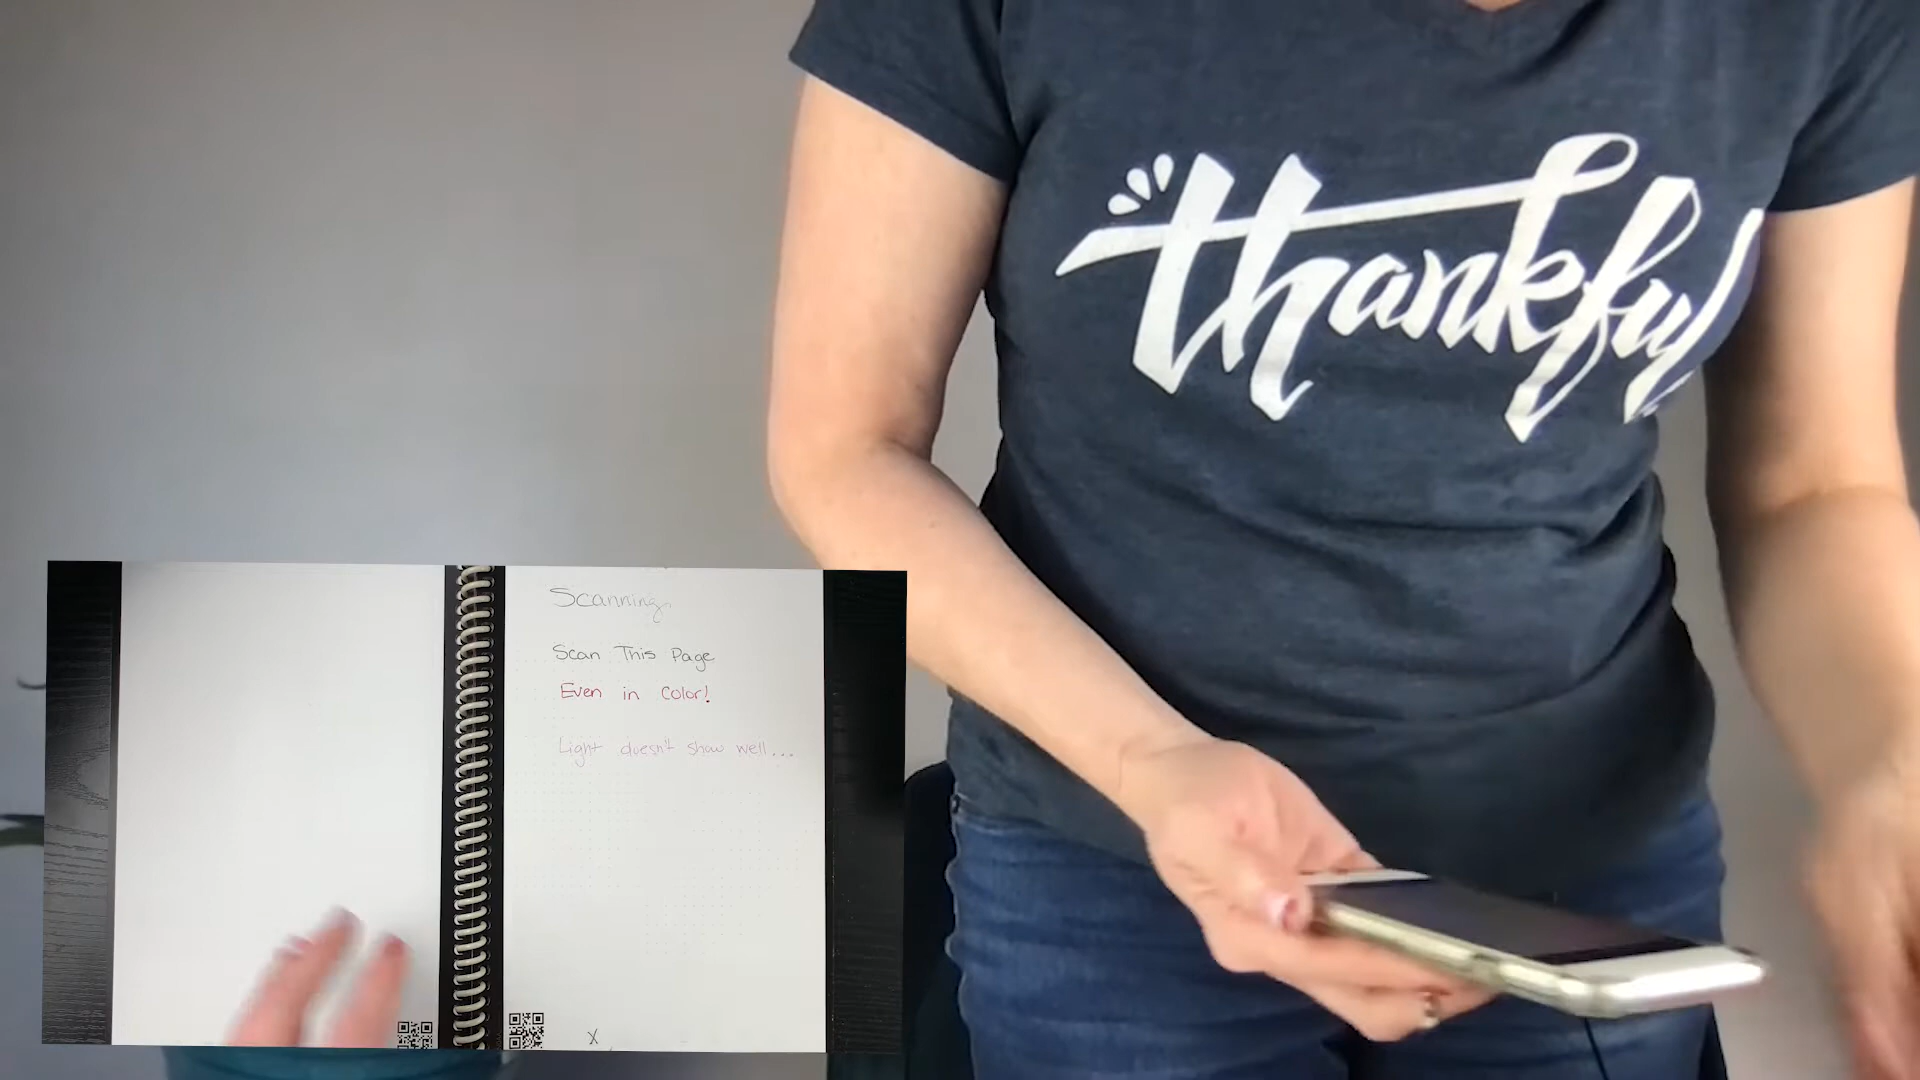 thankful
Scanning
Scan This Page
Even in Color!
Light doesn't show well...
X